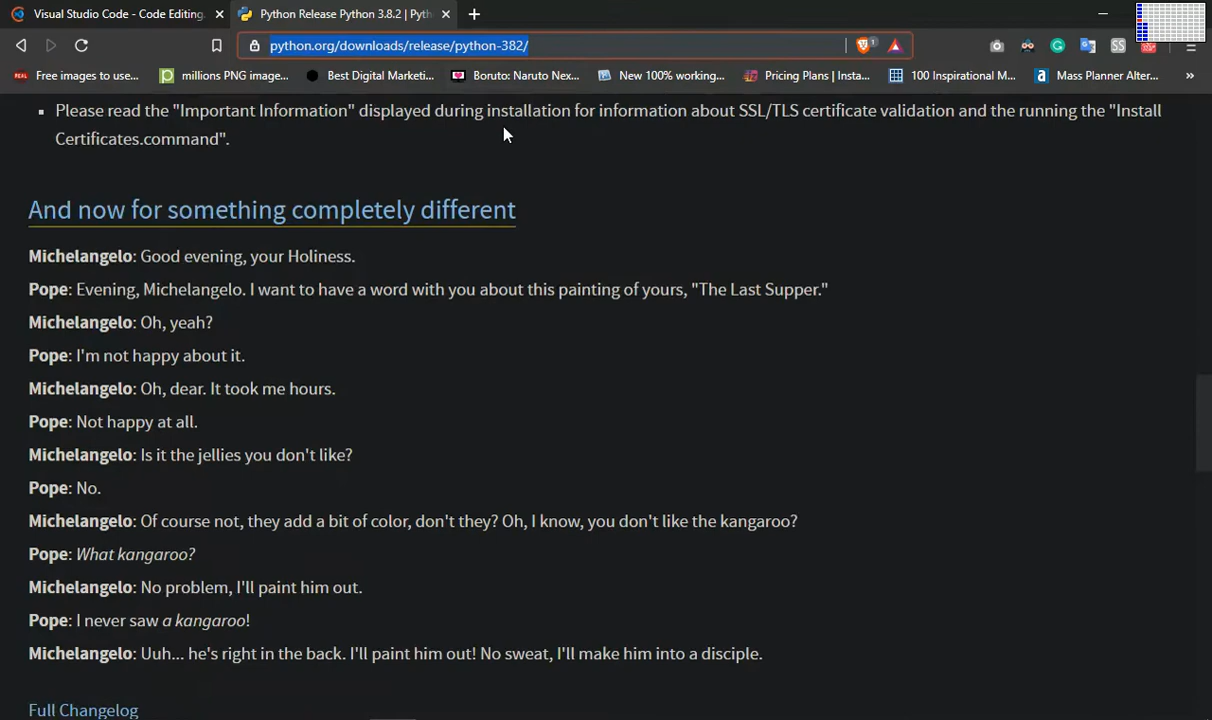 Visual Studio Code - Code Editing.
Python Release Python 3.8.2 | Pyth
python.org/downloads/release/python-382/
1
SS
REAL Free images to use...
millions PNG image...
Best Digital Marketi...
Boruto: Naruto Nex...
New 100% working...
Pricing Plans | Insta...
100 Inspirational M...
a Mass Planner Alter...
»
Please read the "Important Information" displayed during installation for information about SSL/TLS certificate validation and the running the "Install
Certificates.command".
And now for something completely different
Michelangelo: Good evening, your Holiness.
Pope: Evening, Michelangelo. I want to have a word with you about this painting of yours, "The Last Supper."
Michelangelo: Oh, yeah?
Pope: I'm not happy about it.
Michelangelo: Oh, dear. It took me hours.
Pope: Not happy at all.
Michelangelo: Is it the jellies you don't like?
Pope: No.
Michelangelo: Of course not, they add a bit of color, don't they? Oh, I know, you don't like the kangaroo?
Pope: What kangaroo?
Michelangelo: No problem, I'll paint him out.
Pope: I never saw a kangaroo!
Michelangelo: Uuh... he's right in the back. I'll paint him out! No sweat, I'll make him into a disciple.
Full Changelog